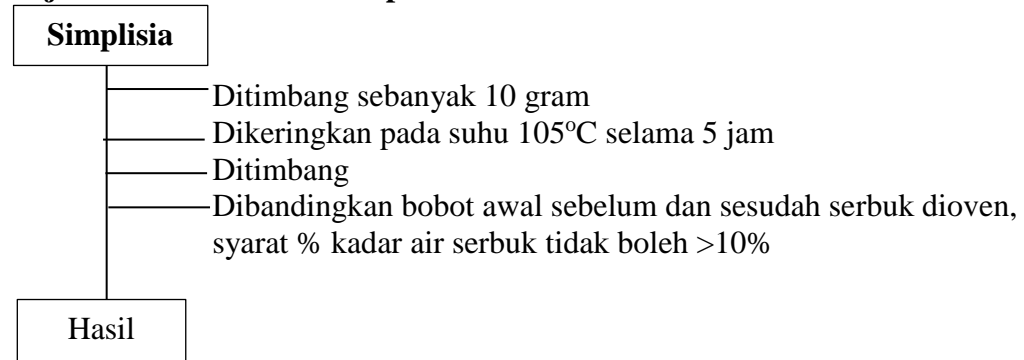 Simplisia
Ditimbang sebanyak 10 gram
Dikeringkan pada suhu 105°C selama 5 jam
Ditimbang
Dibandingkan bobot awal sebelum dan sesudah serbuk dioven,
syarat % kadar air serbuk tidak boleh >10%
Hasil